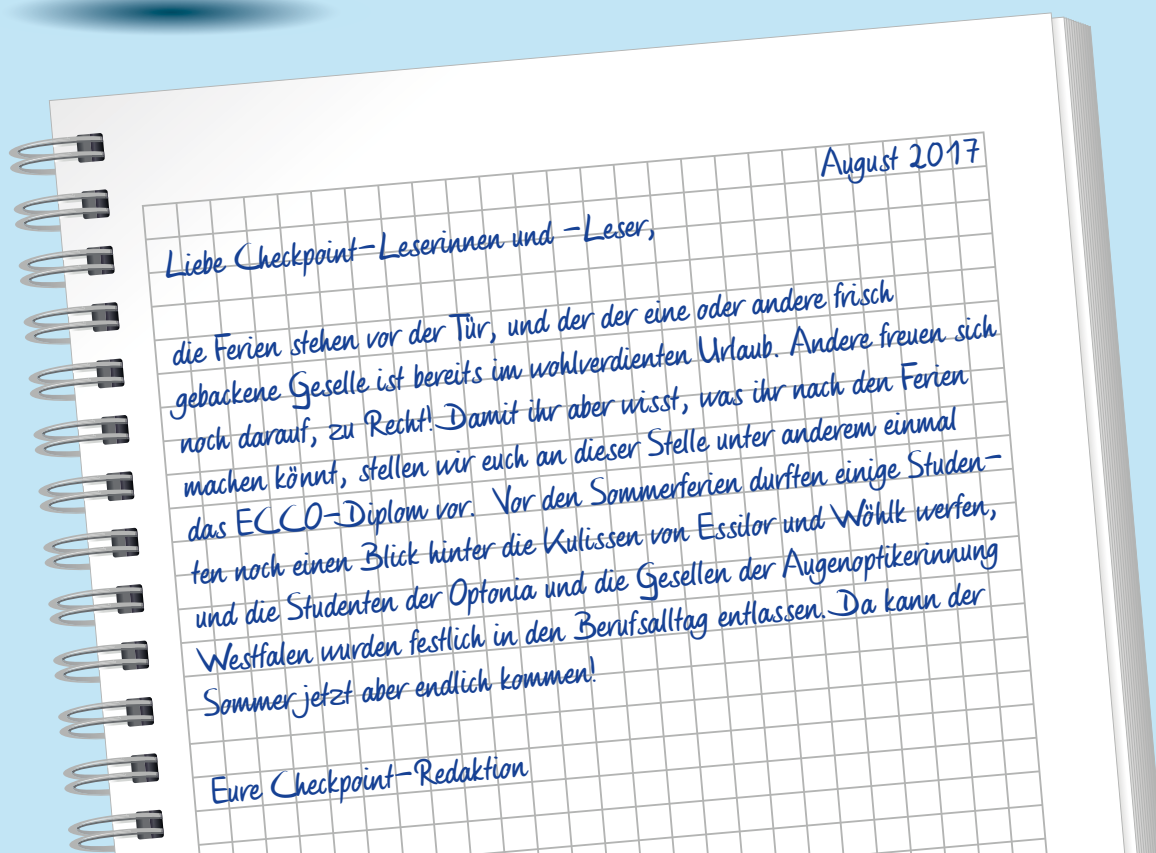 August 2017
Liebe Checkpoint-Leserinnen und -Leser,
die Ferien stehen vor der Tür, und der der eine oder andere frisch
gebackene Geselle ist bereits im wohlverdienten Urlaub. Andere freuen sich
noch darauf, zu Recht! Damit ihr aber wisst, was ihr nach den Ferien
machen könnt, stellen wir euch an dieser Stelle unter anderem einmal
das ECCO-Diplom vor. Vor den Sommerferien durften einige Studen-
ten noch einen Blick hinter die Kulissen von Essilor und Wöhlk werfen,
und die Studenten der Optonia und die Gesellen der Augenoptikerinnung
Westfalen wurden festlich in den Berufsalltag entlassen. Da kann der
Sommer jetzt aber endlich kommen!
Eure Checkpoint-Redaktion